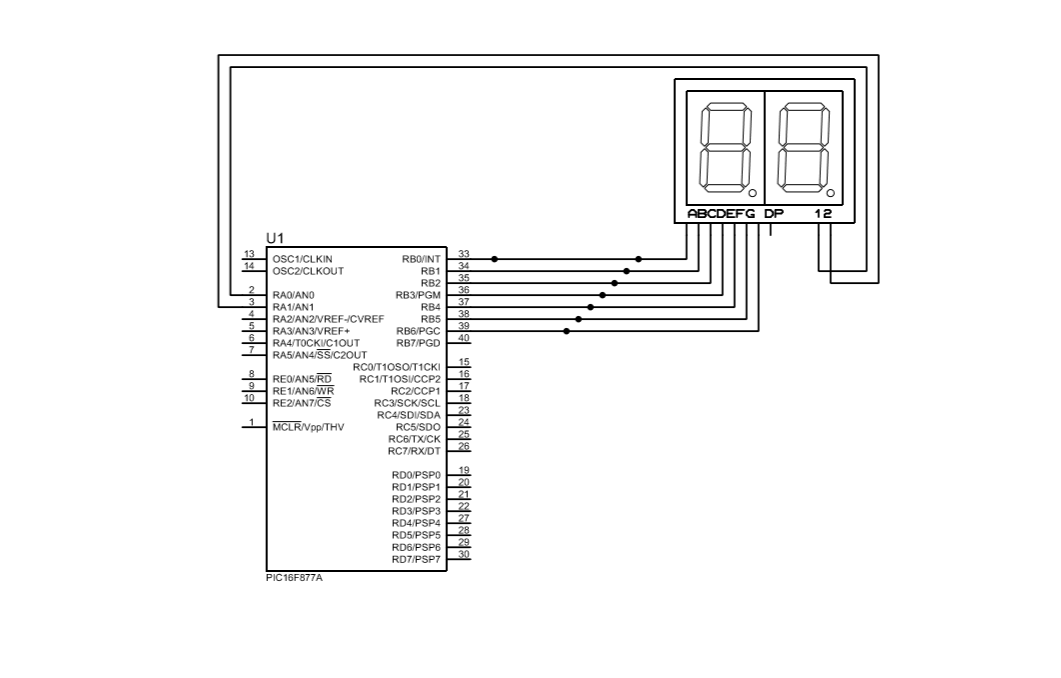 ABCDEFG DP 12
U1
13 OSC1/CLKIN RB0/INT 33
14 OSC2/CLKOUT RB1 34
RB2 35
2 RA0/AN0 RB3/PGM 36
3 RA1/AN1 RB4 37
4 RA2/AN2/VREF-/CVREF RB5 38
5 RA3/AN3/VREF+ RB6/PGC 39
6 RA4/T0CKI/C1OUT RB7/PGD 40
7 RA5/AN4/SS/C2OUT
RC0/T1OSO/T1CKI 15
8 RE0/AN5/RD RC1/T1OSI/CCP2 16
9 RE1/AN6/WR RC2/CCP1 17
10 RE2/AN7/CS RC3/SCK/SCL 18
RC4/SDI/SDA 23
1 MCLR/Vpp/THV RC5/SDO 24
RC6/TX/CK 25
RC7/RX/DT 26
RD0/PSP0 19
RD1/PSP1 20
RD2/PSP2 21
RD3/PSP3 22
RD4/PSP4 27
RD5/PSP5 28
RD6/PSP6 29
RD7/PSP7 30
PIC16F877A